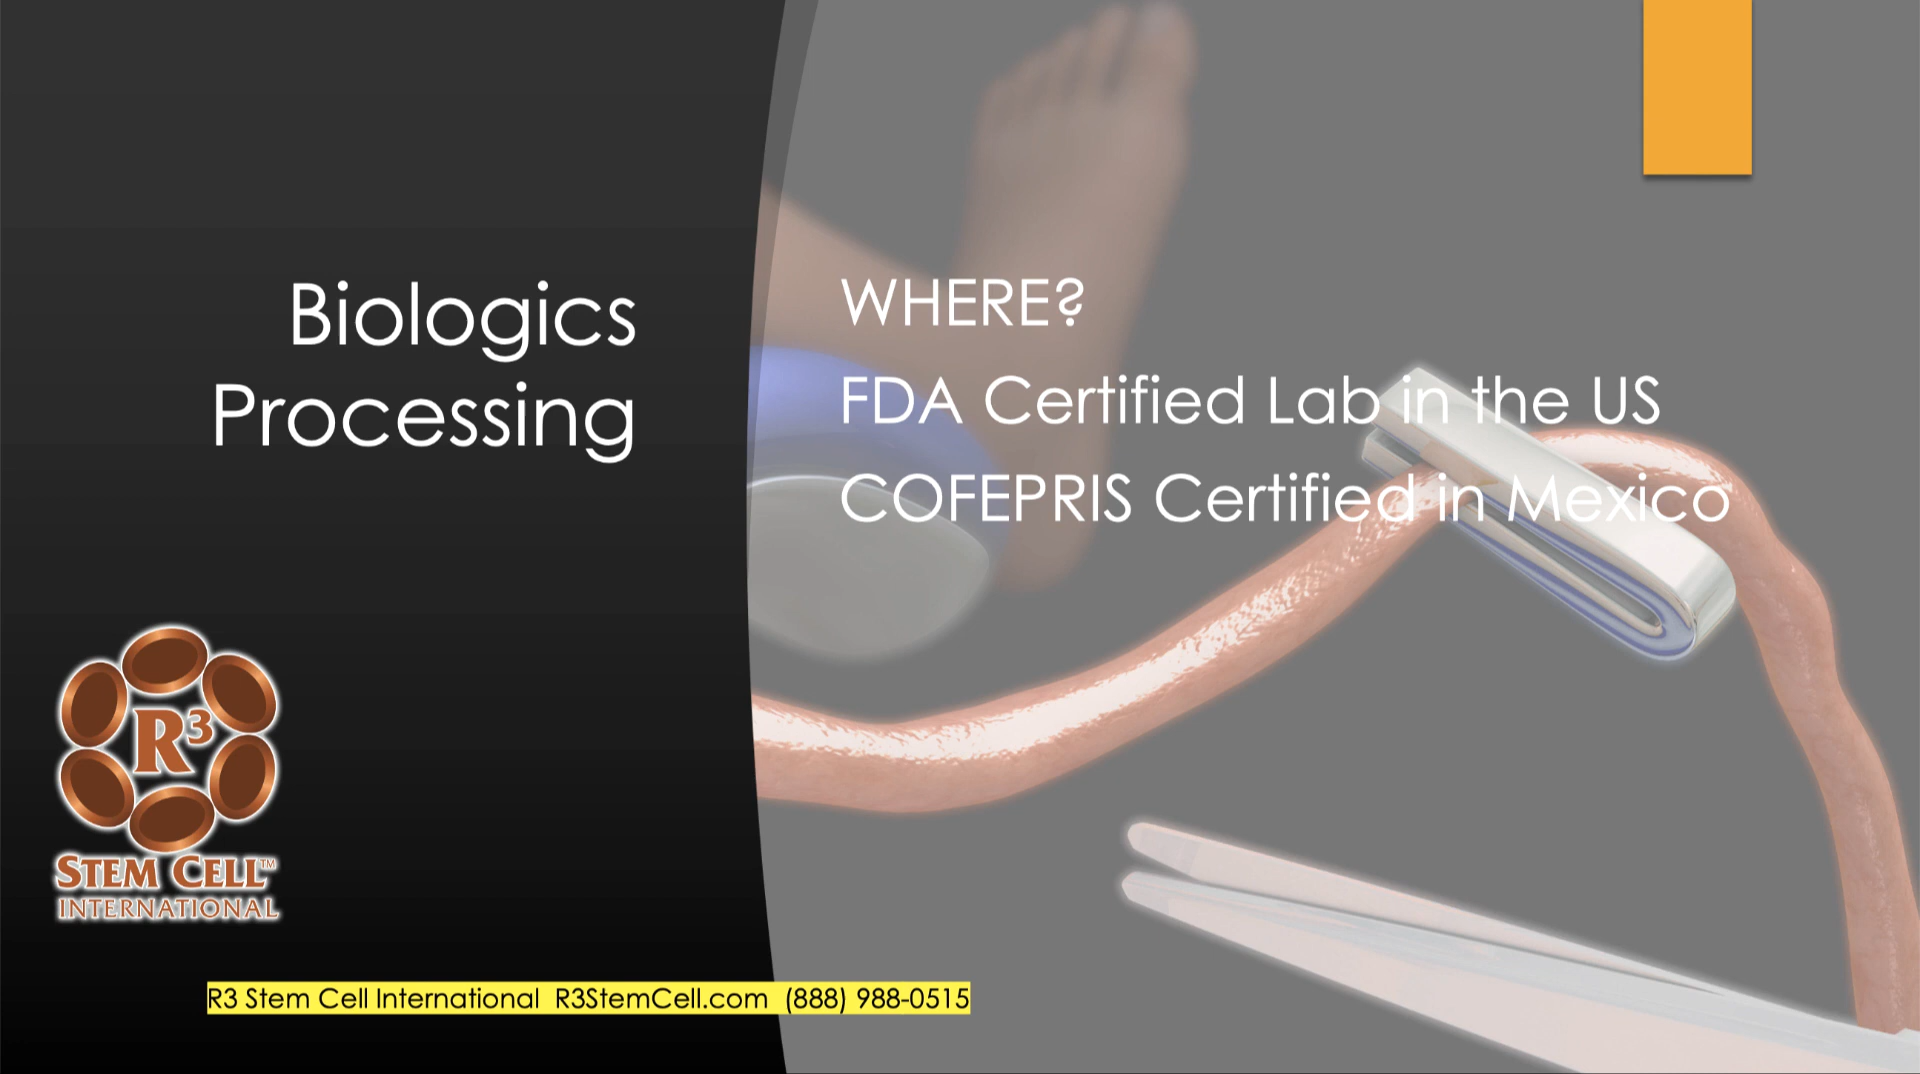 Biologics
Processing
WHERE?
FDA Certified Lab in the US
COFEPRIS Certified in Mexico
R³
STEM CELL™
INTERNATIONAL
R3 Stem Cell International  R3StemCell.com  (888) 988-0515